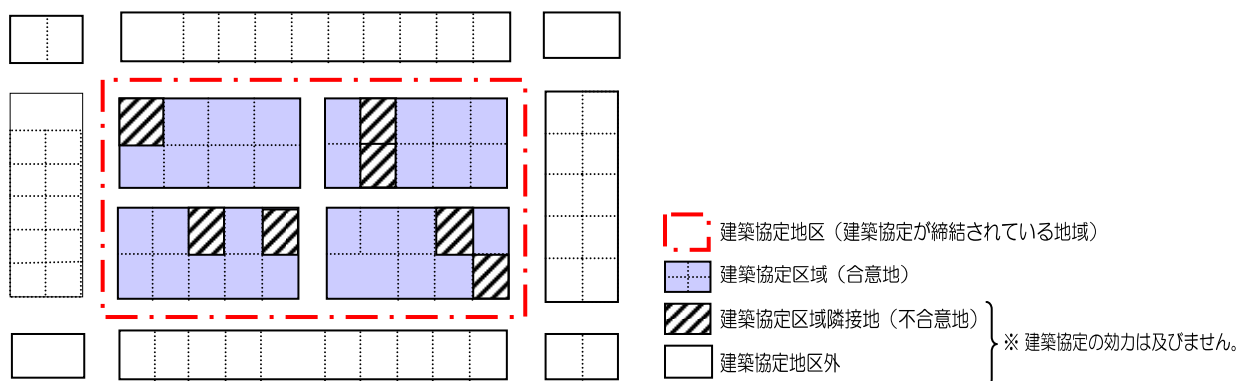 建築協定地区（建築協定が締結されている地域）
建築協定区域（合意地）
建築協定区域隣接地（不合意地）
※ 建築協定の効力は及びません。
建築協定地区外